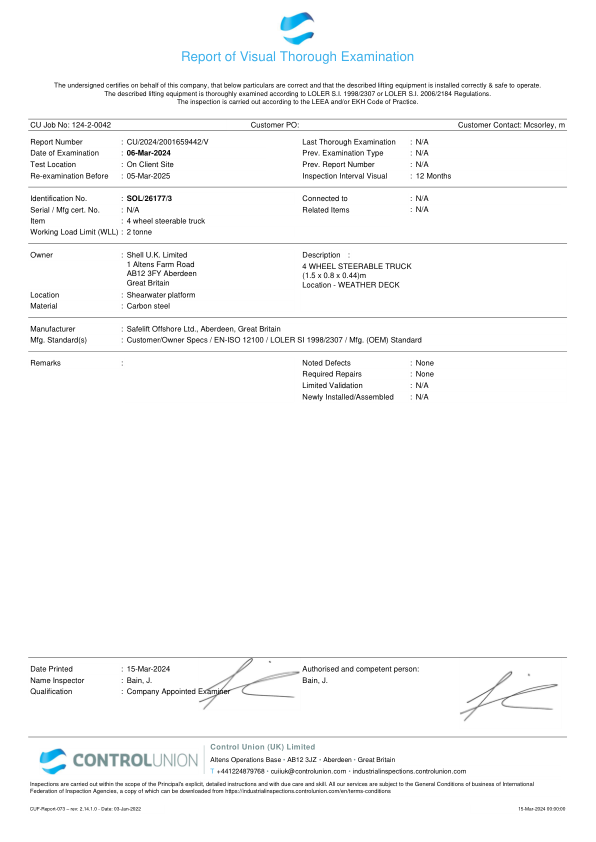 Report of Visual Thorough Examination
The undersigned certifies on behalf of this company, that below particulars are correct and that the described lifting equipment is installed correctly & safe to operate.
The described lifting equipment is thoroughly examined according to LOLER S.I. 1998/2307 or LOLER S.I. 2006/2184 Regulations.
The inspection is carried out according to the LEEA and/or EKH Code of Practice.
CU Job No: 124-2-0042 Customer PO: Customer Contact: Mcsorley, m
Report Number : CU/2024/2001659442/V Last Thorough Examination : N/A
Date of Examination : 06-Mar-2024 Prev. Examination Type : N/A
Test Location : On Client Site Prev. Report Number : N/A
Re-examination Before : 05-Mar-2025 Inspection Interval Visual : 12 Months
Identification No. : SOL/26177/3 Connected to : N/A
Serial / Mfg cert. No. : N/A Related Items : N/A
Item : 4 wheel steerable truck
Working Load Limit (WLL) : 2 tonne
Owner : Shell U.K. Limited Description :
1 Altens Farm Road 4 WHEEL STEERABLE TRUCK
AB12 3FY Aberdeen (1.5 x 0.8 x 0.44)m
Great Britain Location - WEATHER DECK
Location : Shearwater platform
Material : Carbon steel
Manufacturer : Safelift Offshore Ltd., Aberdeen, Great Britain
Mfg. Standard(s) : Customer/Owner Specs / EN-ISO 12100 / LOLER SI 1998/2307 / Mfg. (OEM) Standard
Remarks : Noted Defects : None
Required Repairs : None
Limited Validation : N/A
Newly Installed/Assembled : N/A
Date Printed : 15-Mar-2024 Authorised and competent person:
Name Inspector : Bain, J. Bain, J.
Qualification : Company Appointed Examiner
CONTROLUNION
Control Union (UK) Limited
Altens Operations Base · AB12 3JZ · Aberdeen · Great Britain
T +441224879768 · cuiiuk@controlunion.com · industrialinspections.controlunion.com
Inspections are carried out within the scope of the Principal's explicit, detailed instructions and with due care and skill. All our services are subject to the General Conditions of business of International
Federation of Inspection Agencies, a copy of which can be downloaded from https://industrialinspections.controlunion.com/en/terms-conditions
CUF-Report-073 – rev: 2.14.1.0 - Date: 03-Jun-2022 15-Mar-2024 00:00:00